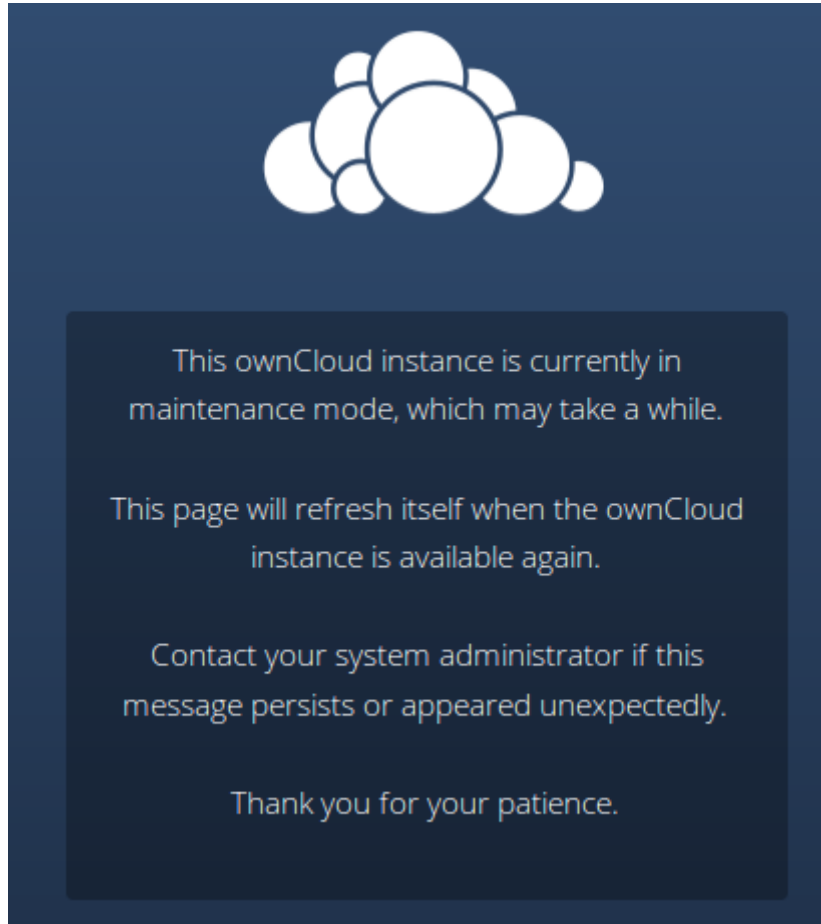 This ownCloud instance is currently in
maintenance mode, which may take a while.
This page will refresh itself when the ownCloud
instance is available again.
Contact your system administrator if this
message persists or appeared unexpectedly.
Thank you for your patience.